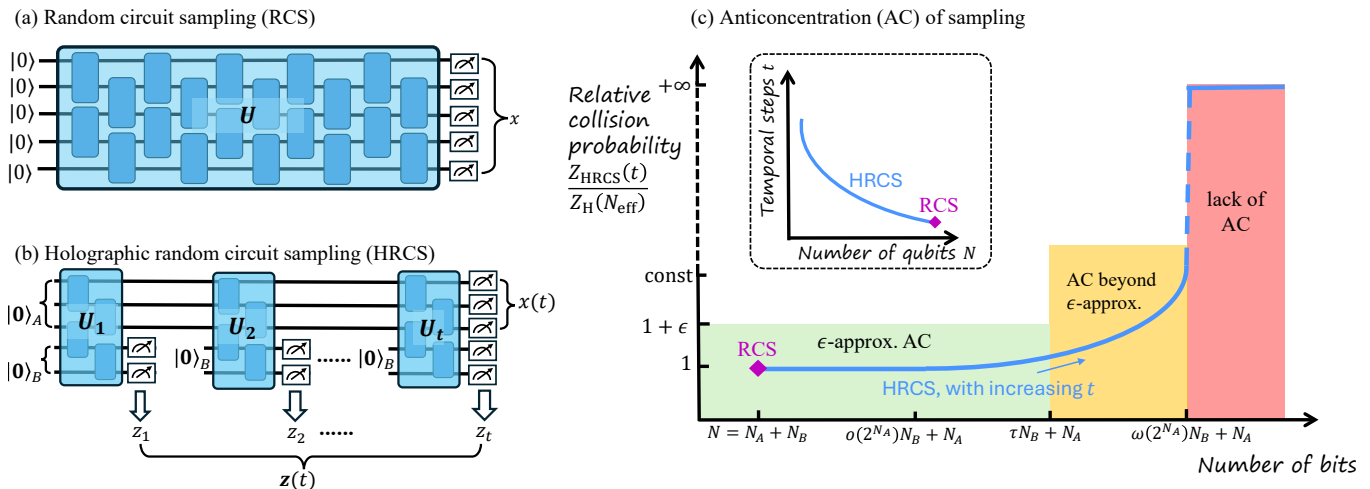 (a) Random circuit sampling (RCS)
|0⟩
|0⟩
|0⟩
|0⟩
|0⟩
U
x
(b) Holographic random circuit sampling (HRCS)
|0⟩_A
|0⟩_B
U_1
|0⟩_B
U_2
......
|0⟩_B
U_t
x(t)
z_1
z_2
......
z_t
z(t)
(c) Anticoncentration (AC) of sampling
Relative
collision
probability
Z_HRCS(t)
Z_H(N_eff)
+∞
const
1 + ϵ
1
Temporal steps t
HRCS
RCS
Number of qubits N
lack of
AC
AC beyond
ϵ-approx.
ϵ-approx. AC
RCS
HRCS, with increasing t
N = N_A + N_B
o(2^{N_A})N_B + N_A
τN_B + N_A
ω(2^{N_A})N_B + N_A
Number of bits